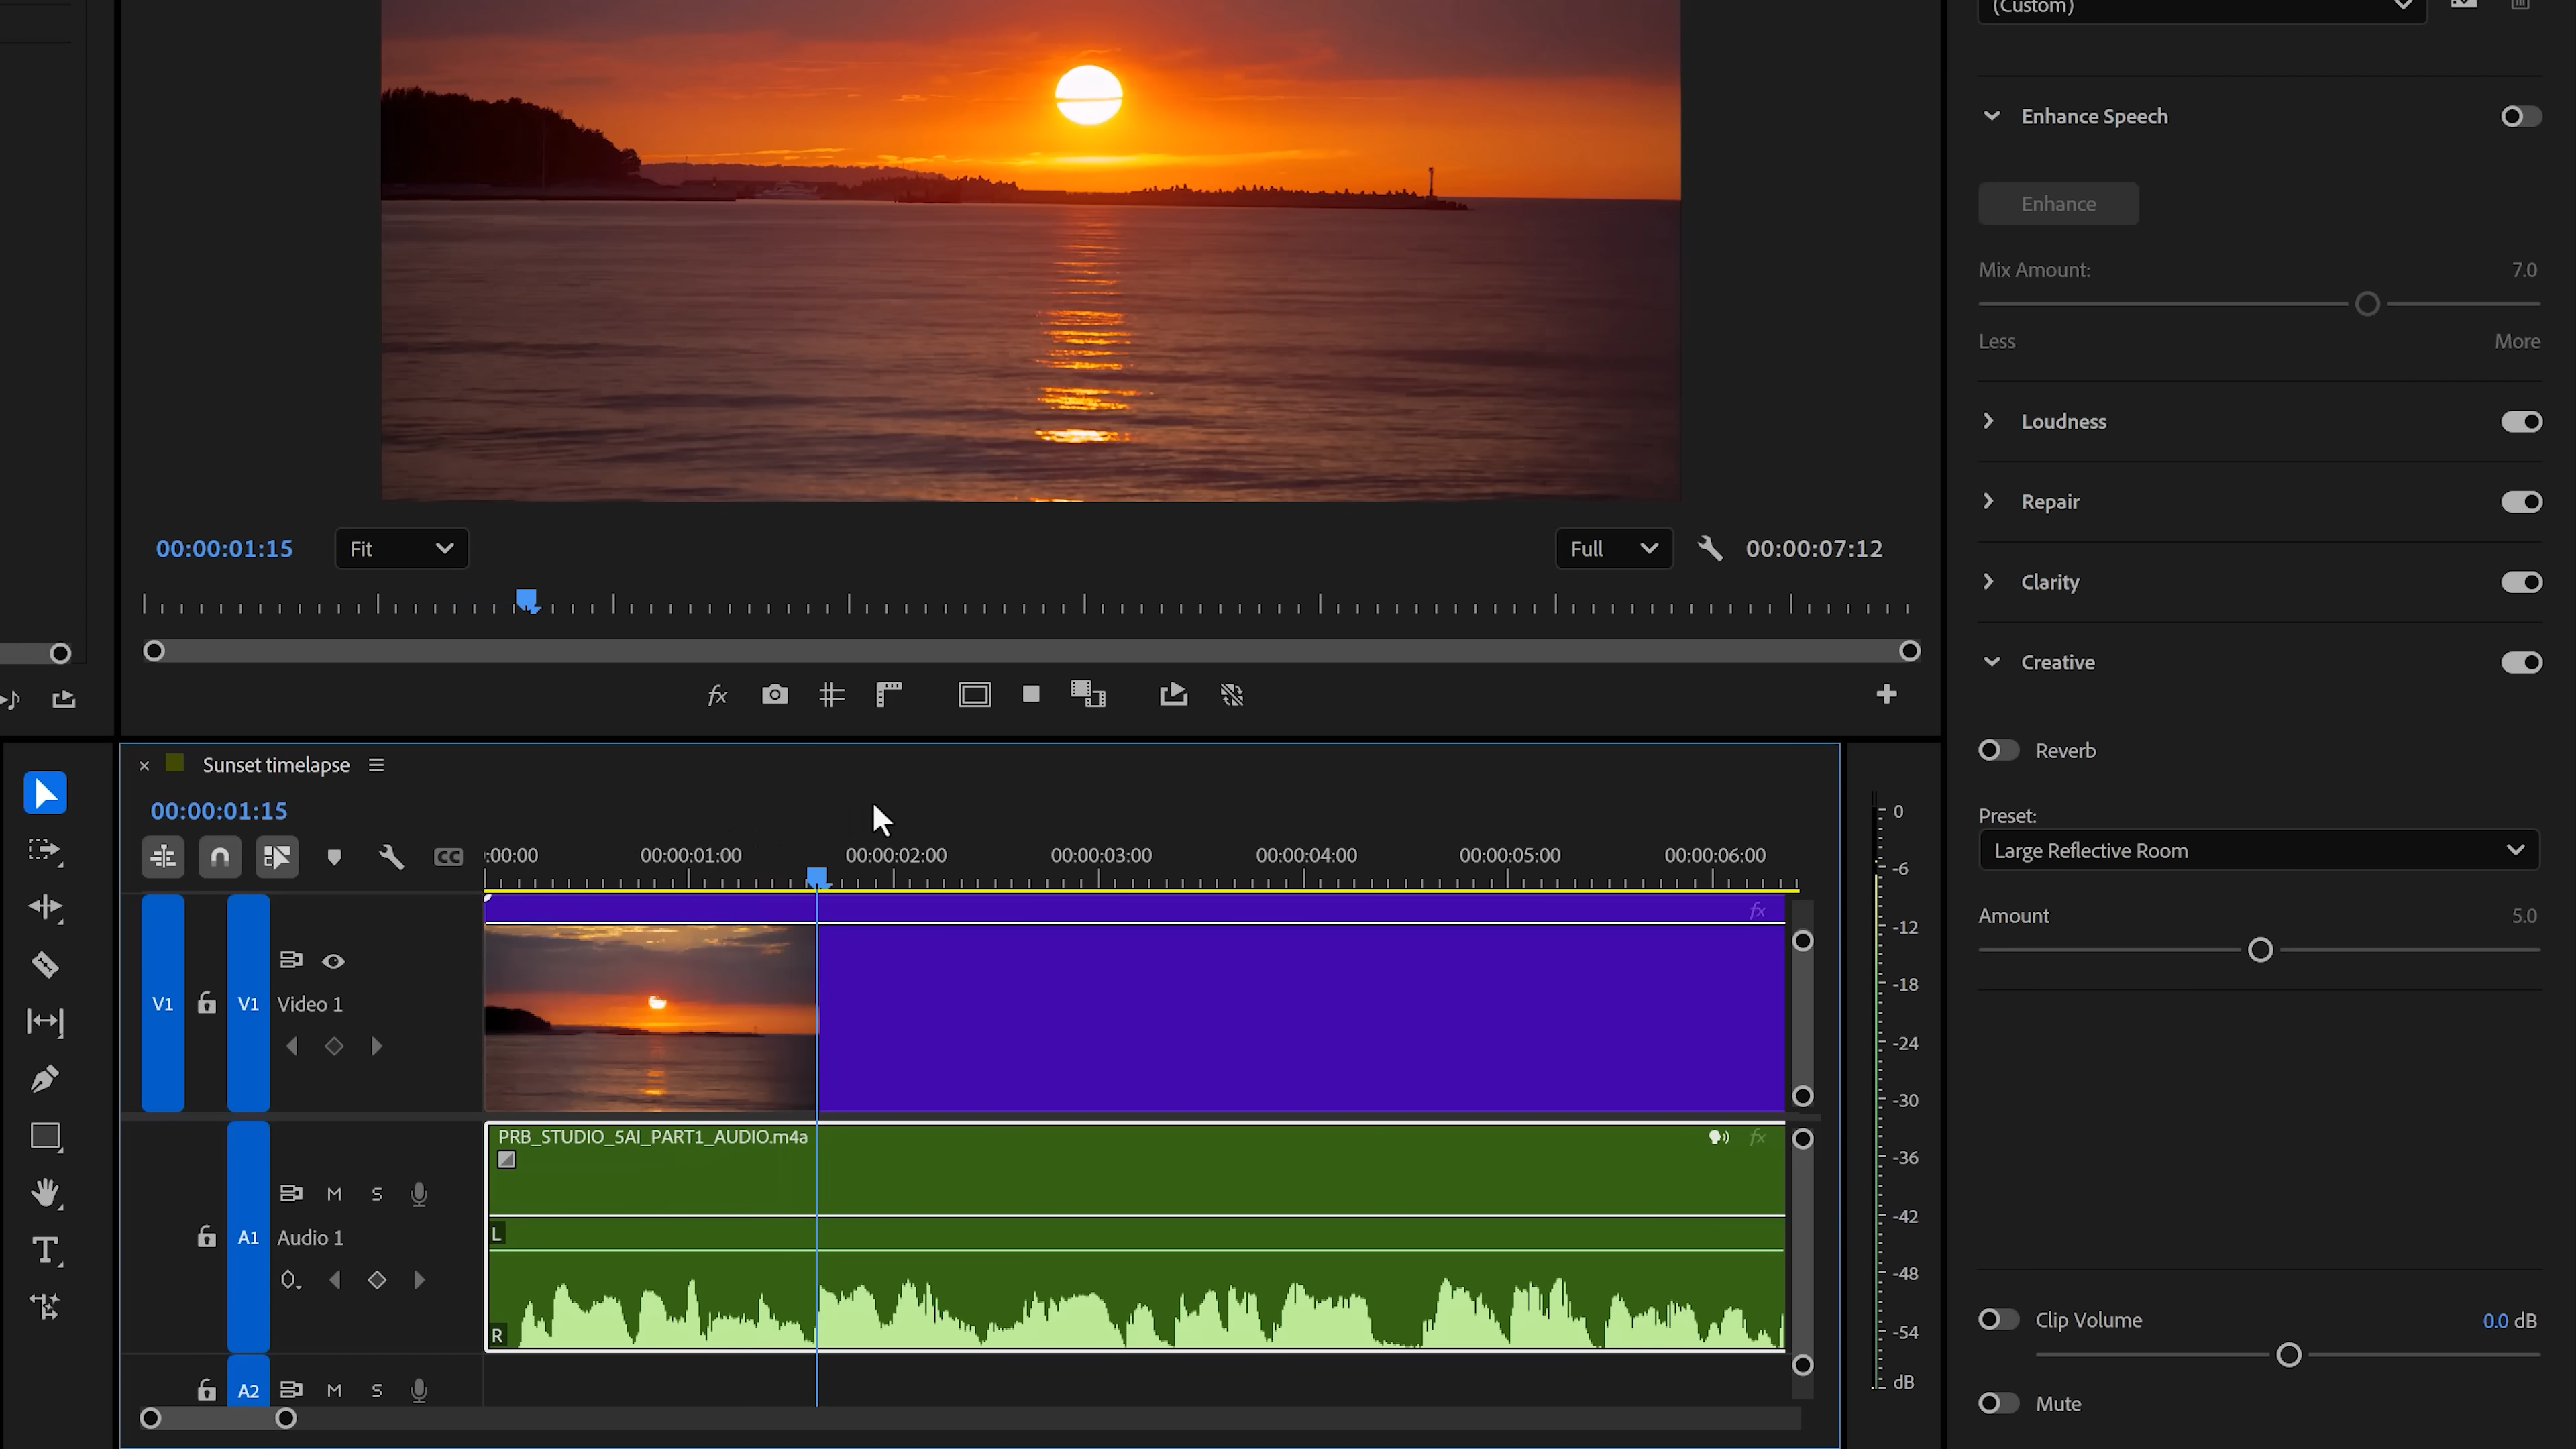 (Custom)
Enhance Speech
Enhance
Mix Amount:
7.0
Less
More
Loudness
Repair
Clarity
Creative
Reverb
Preset:
Large Reflective Room
Amount
5.0
Clip Volume
0.0 dB
Mute
00:00:01:15
Fit
Full
00:00:07:12
fx
× Sunset timelapse
00:00:01:15
CC
:00:00
00:00:01:00
00:00:02:00
00:00:03:00
00:00:04:00
00:00:05:00
00:00:06:00
fx
V1
V1
Video 1
PRB_STUDIO_5AI_PART1_AUDIO.m4a
fx
M
S
A1
Audio 1
L
R
A2
M
S
T
0
-6
-12
-18
-24
-30
-36
-42
-48
-54
dB